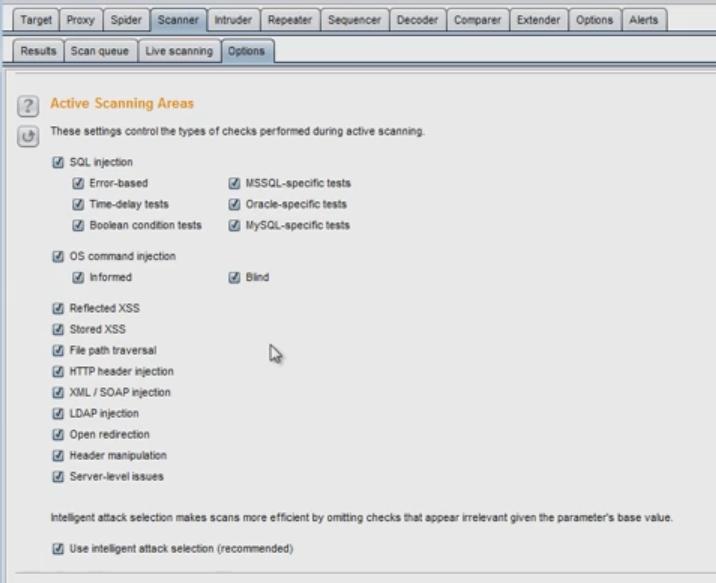 Target Proxy Spider Scanner Intruder Repeater Sequencer Decoder Comparer Extender Options Alerts
Results Scan queue Live scanning Options
? Active Scanning Areas
These settings control the types of checks performed during active scanning.
SQL injection
Error-based MSSQL-specific tests
Time-delay tests Oracle-specific tests
Boolean condition tests MySQL-specific tests
OS command injection
Informed Blind
Reflected XSS
Stored XSS
File path traversal
HTTP header injection
XML / SOAP injection
LDAP injection
Open redirection
Header manipulation
Server-level issues
Intelligent attack selection makes scans more efficient by omitting checks that appear irrelevant given the parameter's base value.
Use intelligent attack selection (recommended)